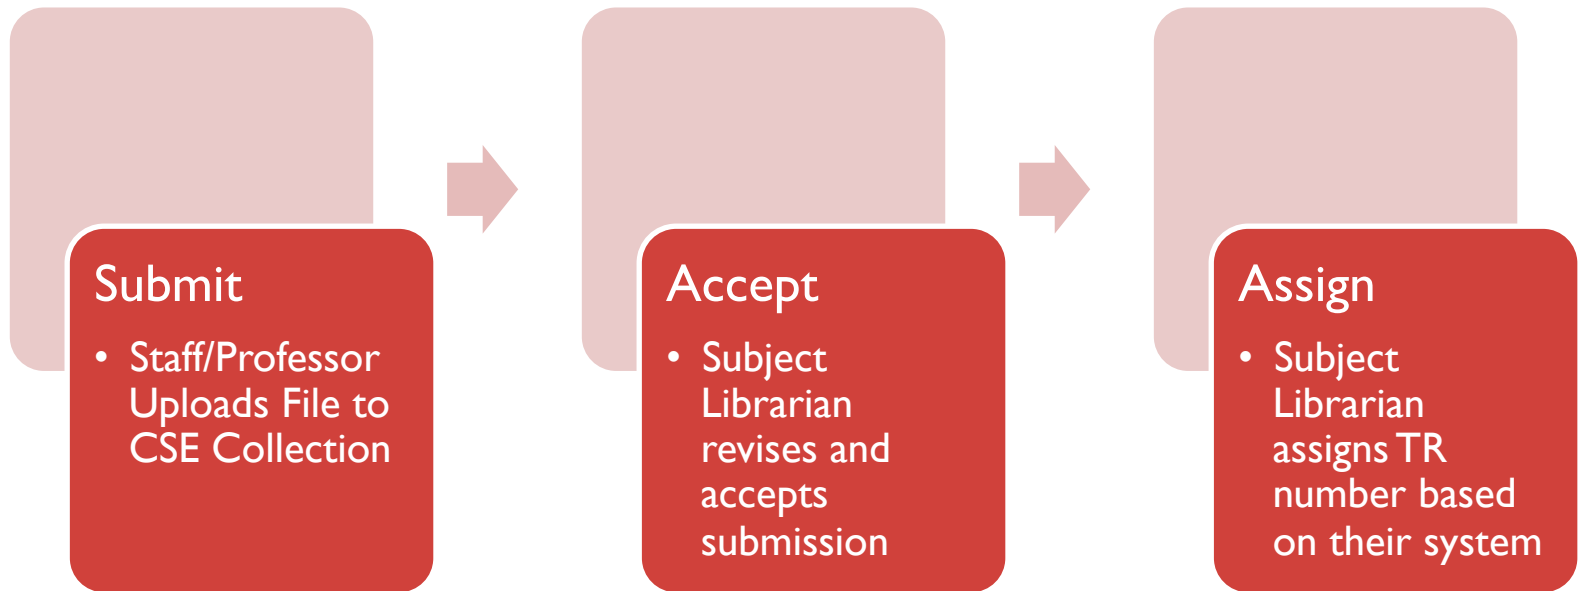 Submit
• Staff/Professor
Uploads File to
CSE Collection
Accept
• Subject
Librarian
revises and
accepts
submission
Assign
• Subject
Librarian
assigns TR
number based
on their system